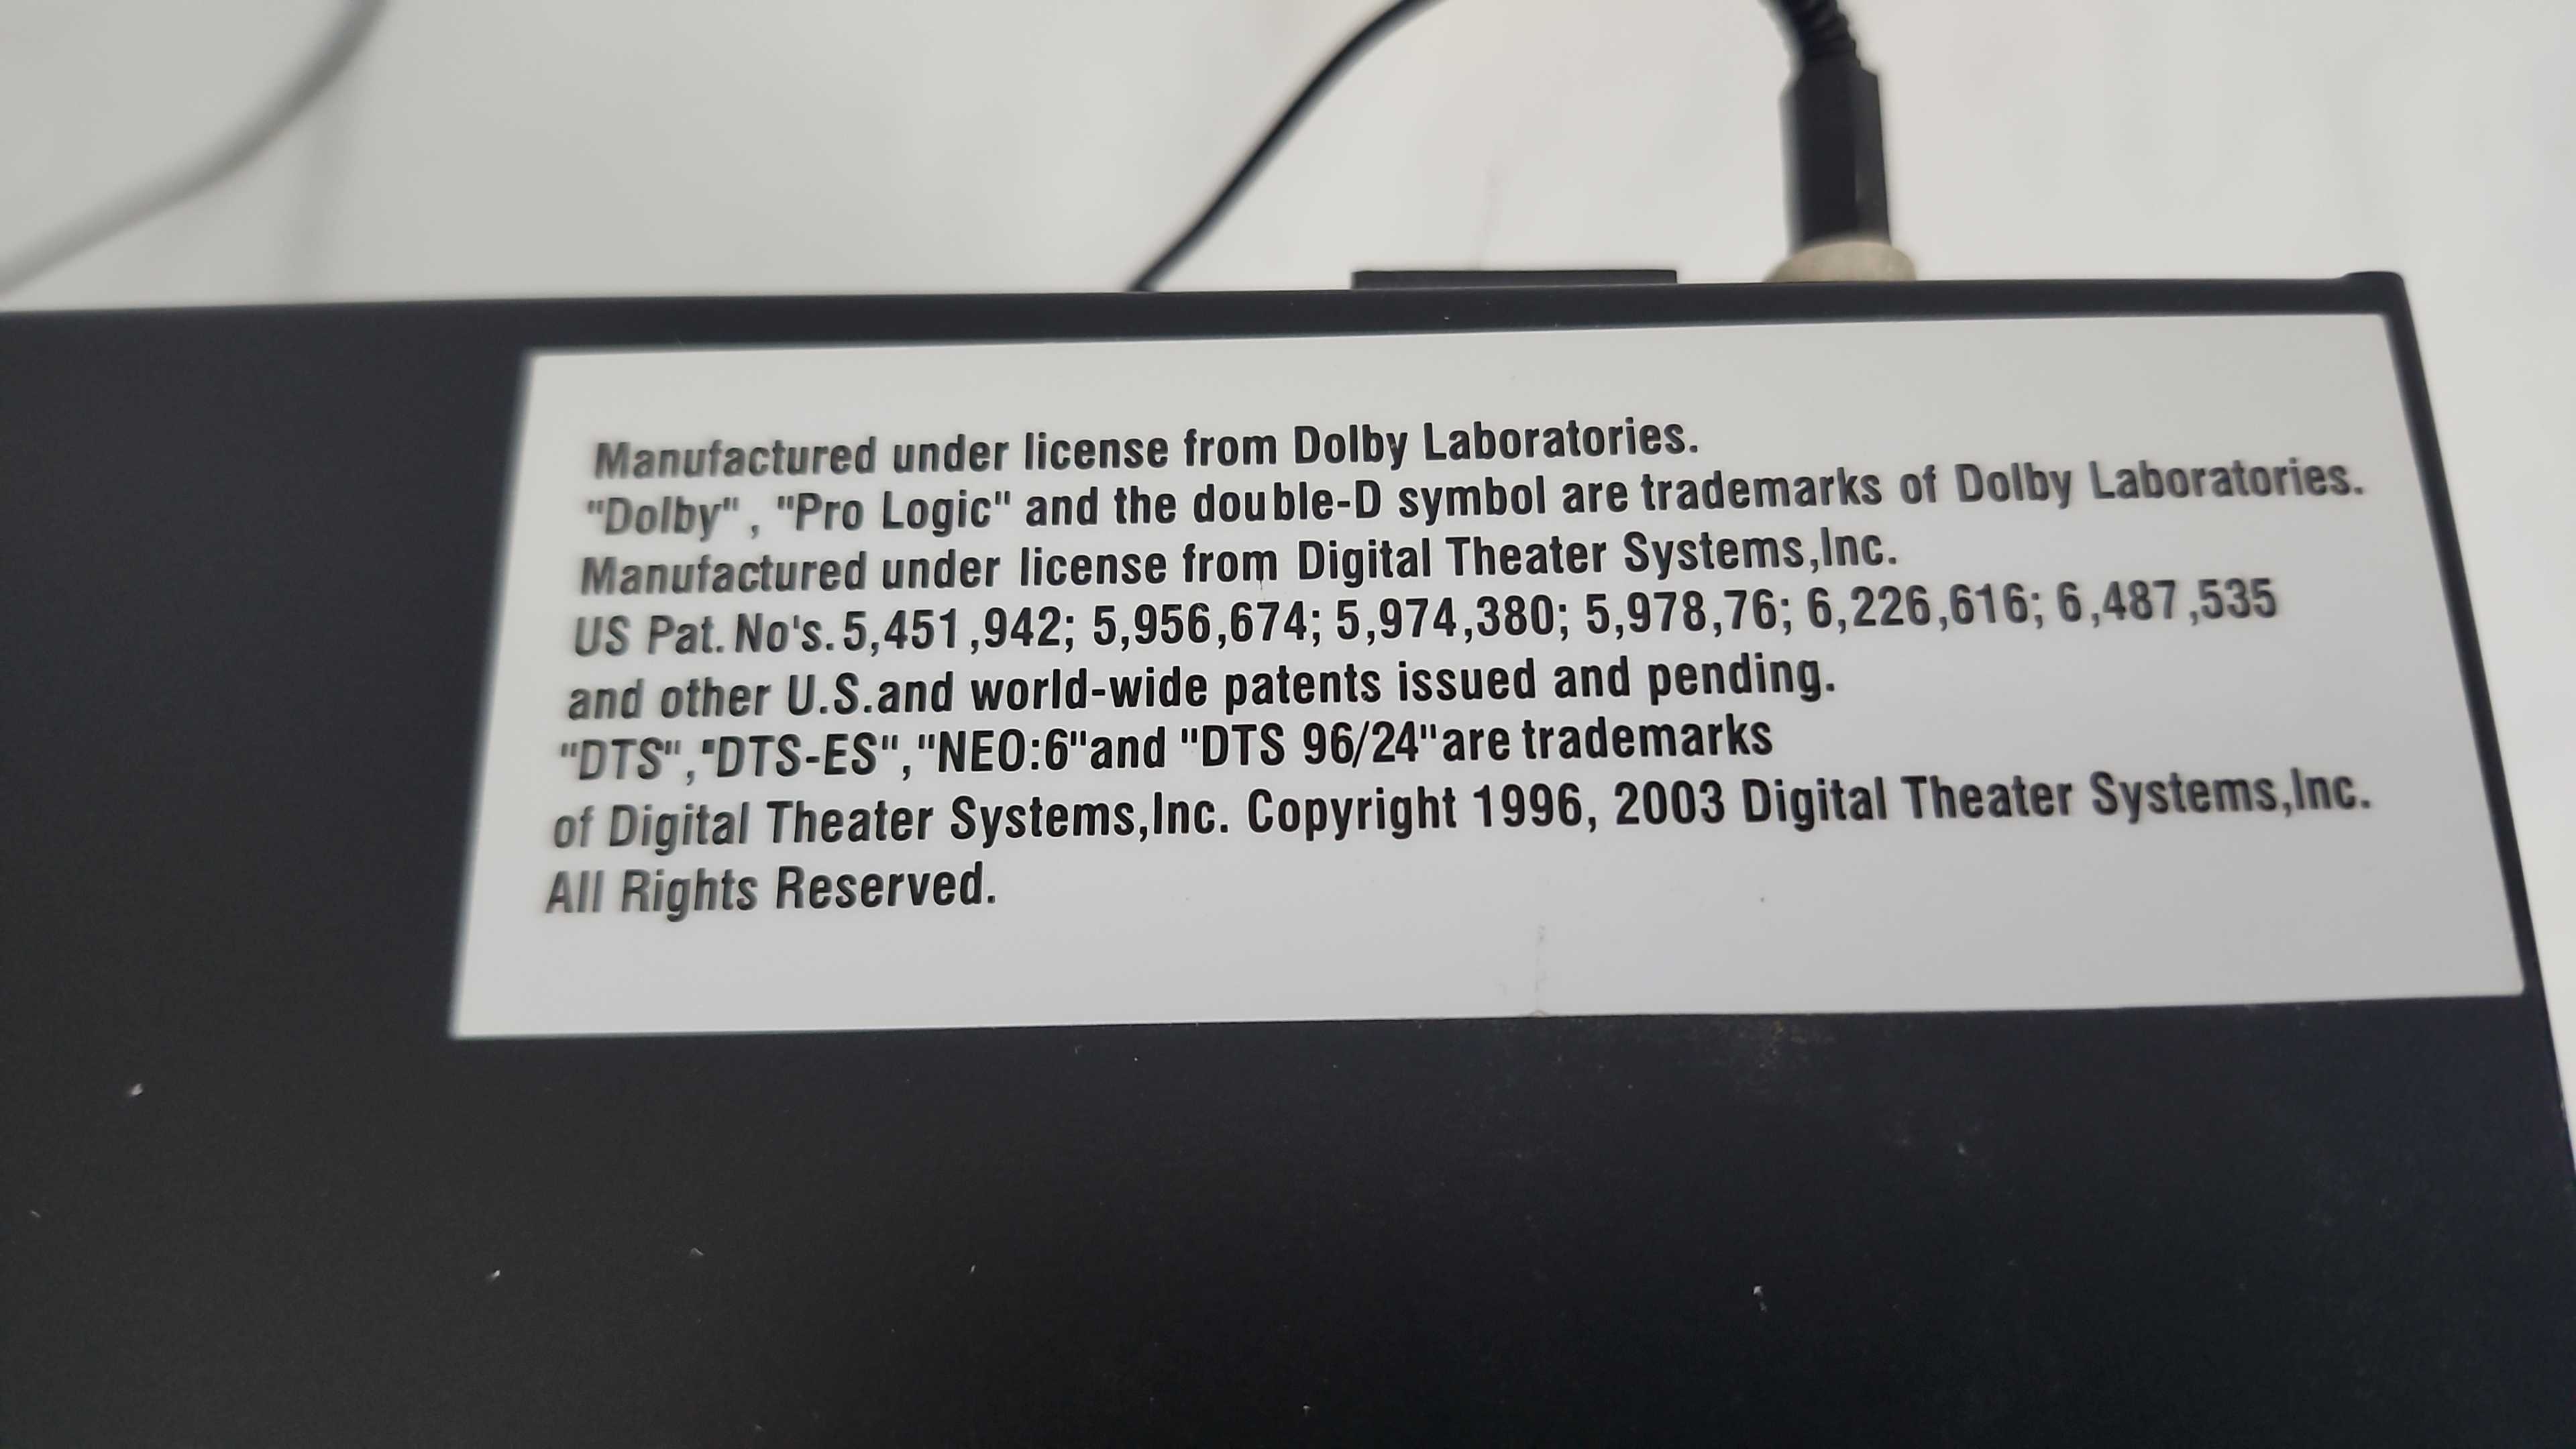 Manufactured under license from Dolby Laboratories.
"Dolby" , "Pro Logic" and the double-D symbol are trademarks of Dolby Laboratories.
Manufactured under license from Digital Theater Systems,Inc.
US Pat. No's. 5,451,942; 5,956,674; 5,974,380; 5,978,76; 6,226,616; 6,487,535
and other U.S.and world-wide patents issued and pending.
"DTS","DTS-ES","NEO:6"and "DTS 96/24"are trademarks
of Digital Theater Systems,Inc. Copyright 1996, 2003 Digital Theater Systems,Inc.
All Rights Reserved.